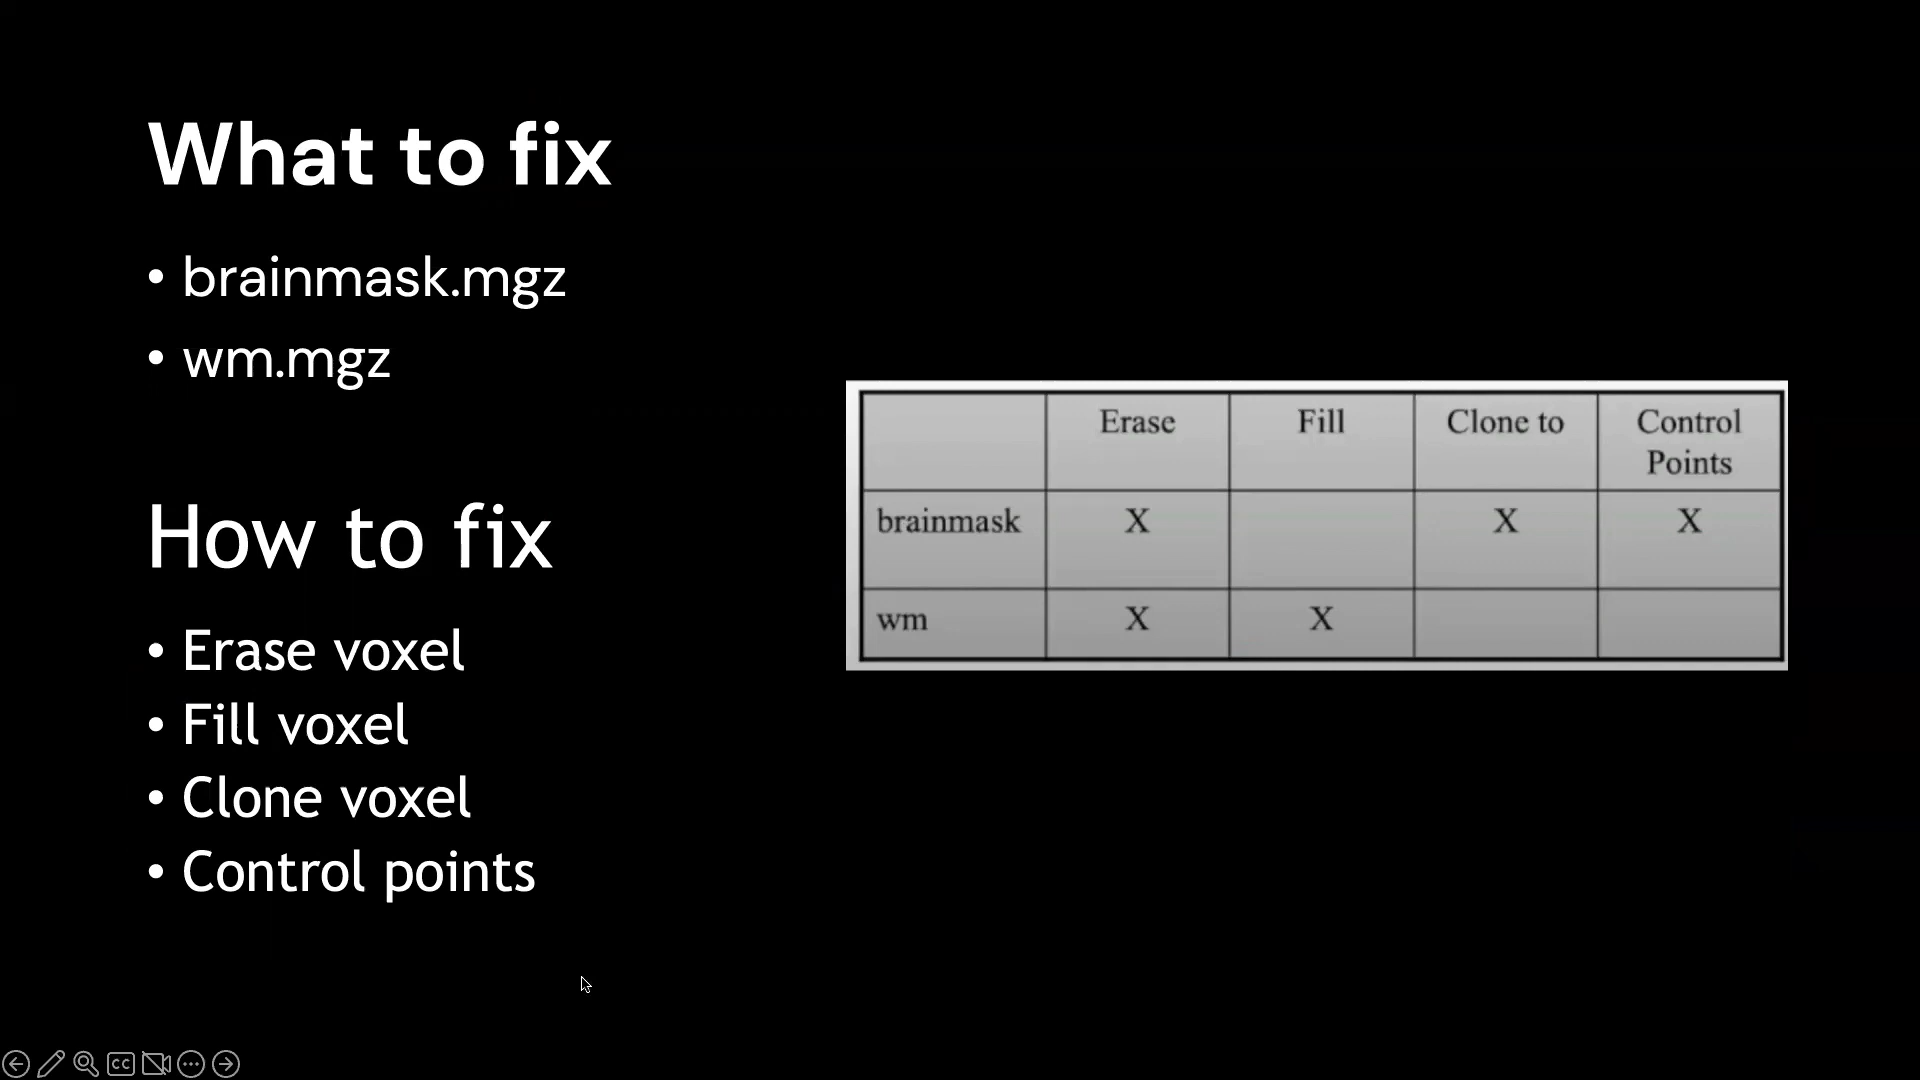 What to fix
• brainmask.mgz
• wm.mgz
How to fix
• Erase voxel
• Fill voxel
• Clone voxel
• Control points
Erase Fill Clone to Control Points
brainmask X X X
wm X X
CC